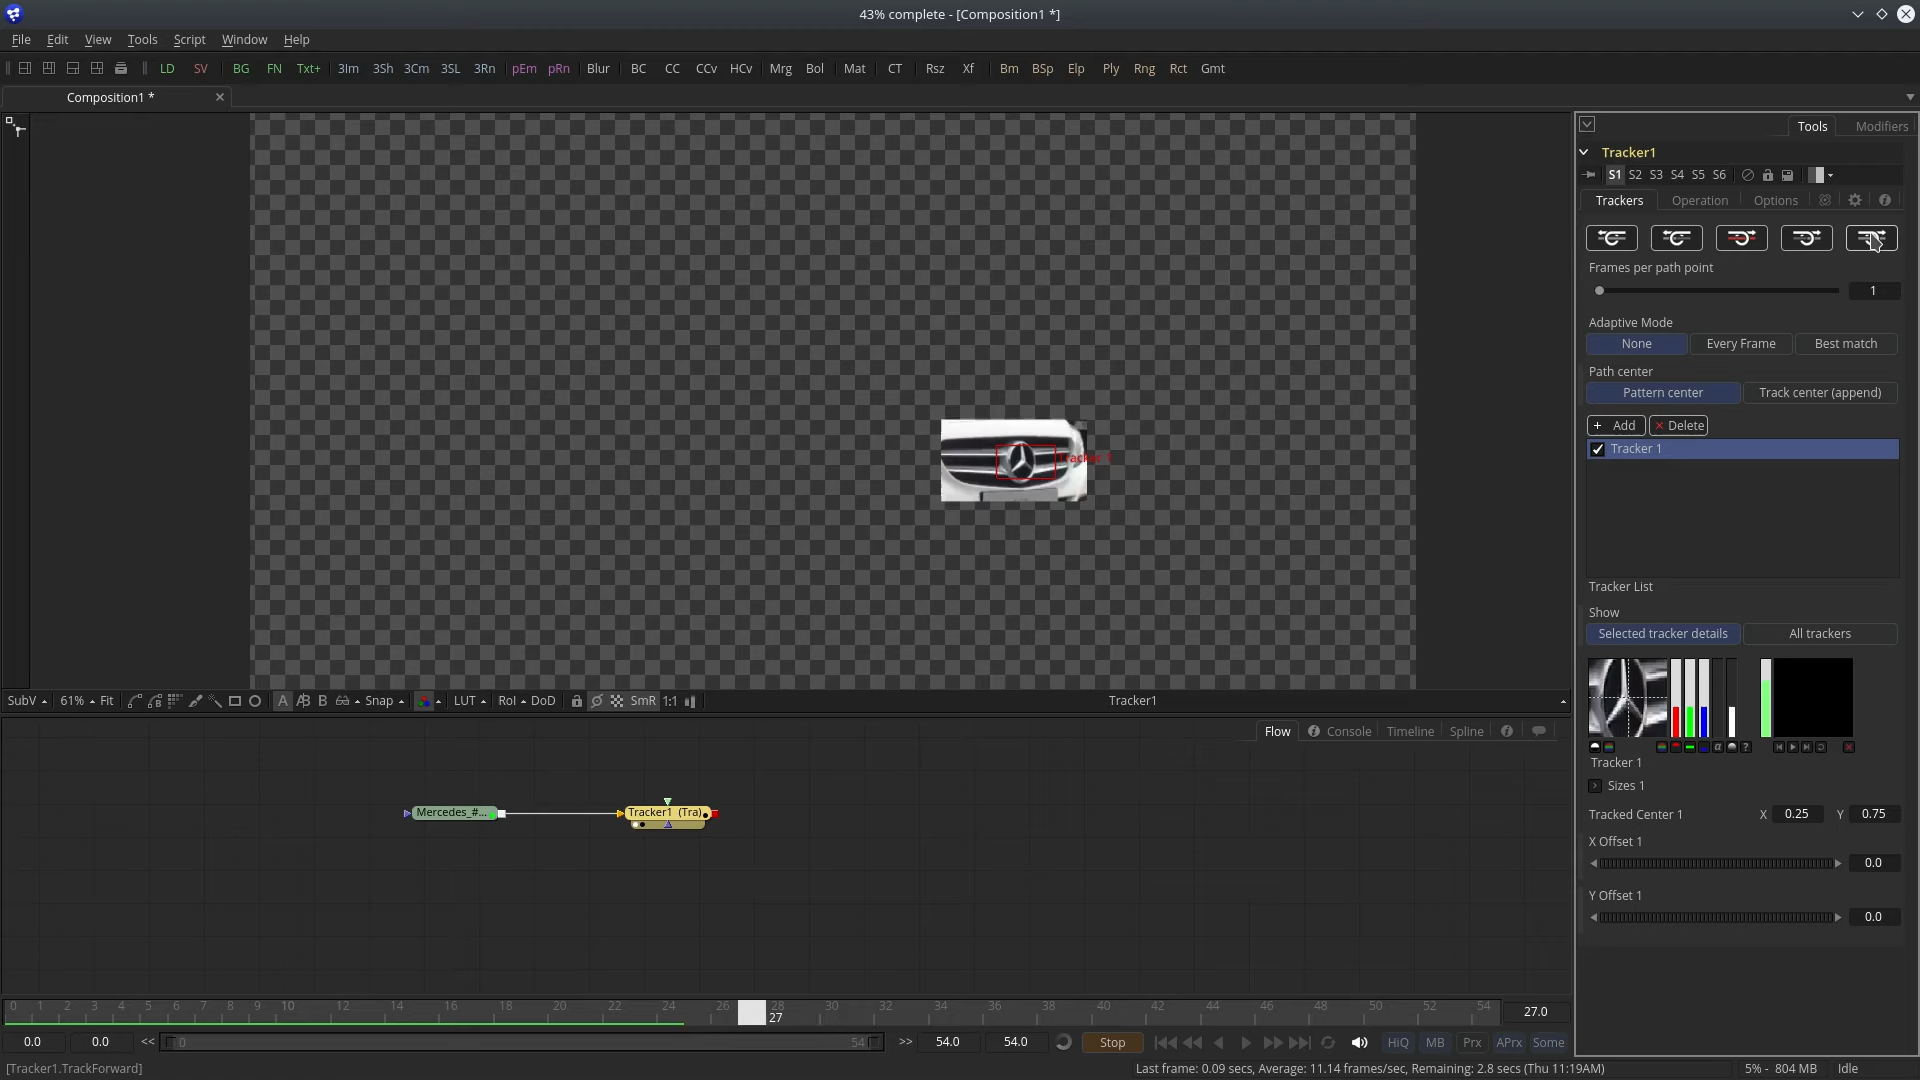 43% complete - [Composition1 *]
File Edit View Tools Script Window Help
LD SV BG FN Txt+ 3Im 3Sh 3Cm 3SL 3Rn pEm pRn Blur BC CC CCv HCv Mrg Bol Mat CT Rsz Xf Bm BSp Elp Ply Rng Rct Gmt
Composition1 *
Tools Modifiers
Tracker1
S1 S2 S3 S4 S5 S6
Trackers Operation Options
Frames per path point
1
Adaptive Mode
None Every Frame Best match
Path center
Pattern center Track center (append)
+ Add × Delete
Tracker 1
Tracker 1
Tracker List
Show
Selected tracker details All trackers
Tracker 1
Sizes 1
Tracked Center 1 X 0.25 Y 0.75
X Offset 1
0.0
Y Offset 1
0.0
SubV 61% Fit A B Snap LUT RoI DoD SmR 1:1 Tracker1
Flow Console Timeline Spline
Mercedes_#... Tracker1 (Tra)
0 1 2 3 4 5 6 7 8 9 10 12 14 16 18 20 22 24 26 28 30 32 34 36 38 40 42 44 46 48 50 52 54
27 27.0
0.0 0.0 << 0 54 >> 54.0 54.0 Stop HiQ MB Prx APrx Some
[Tracker1.TrackForward] Last frame: 0.09 secs, Average: 11.14 frames/sec, Remaining: 2.8 secs (Thu 11:19AM) 5% - 804 MB Idle